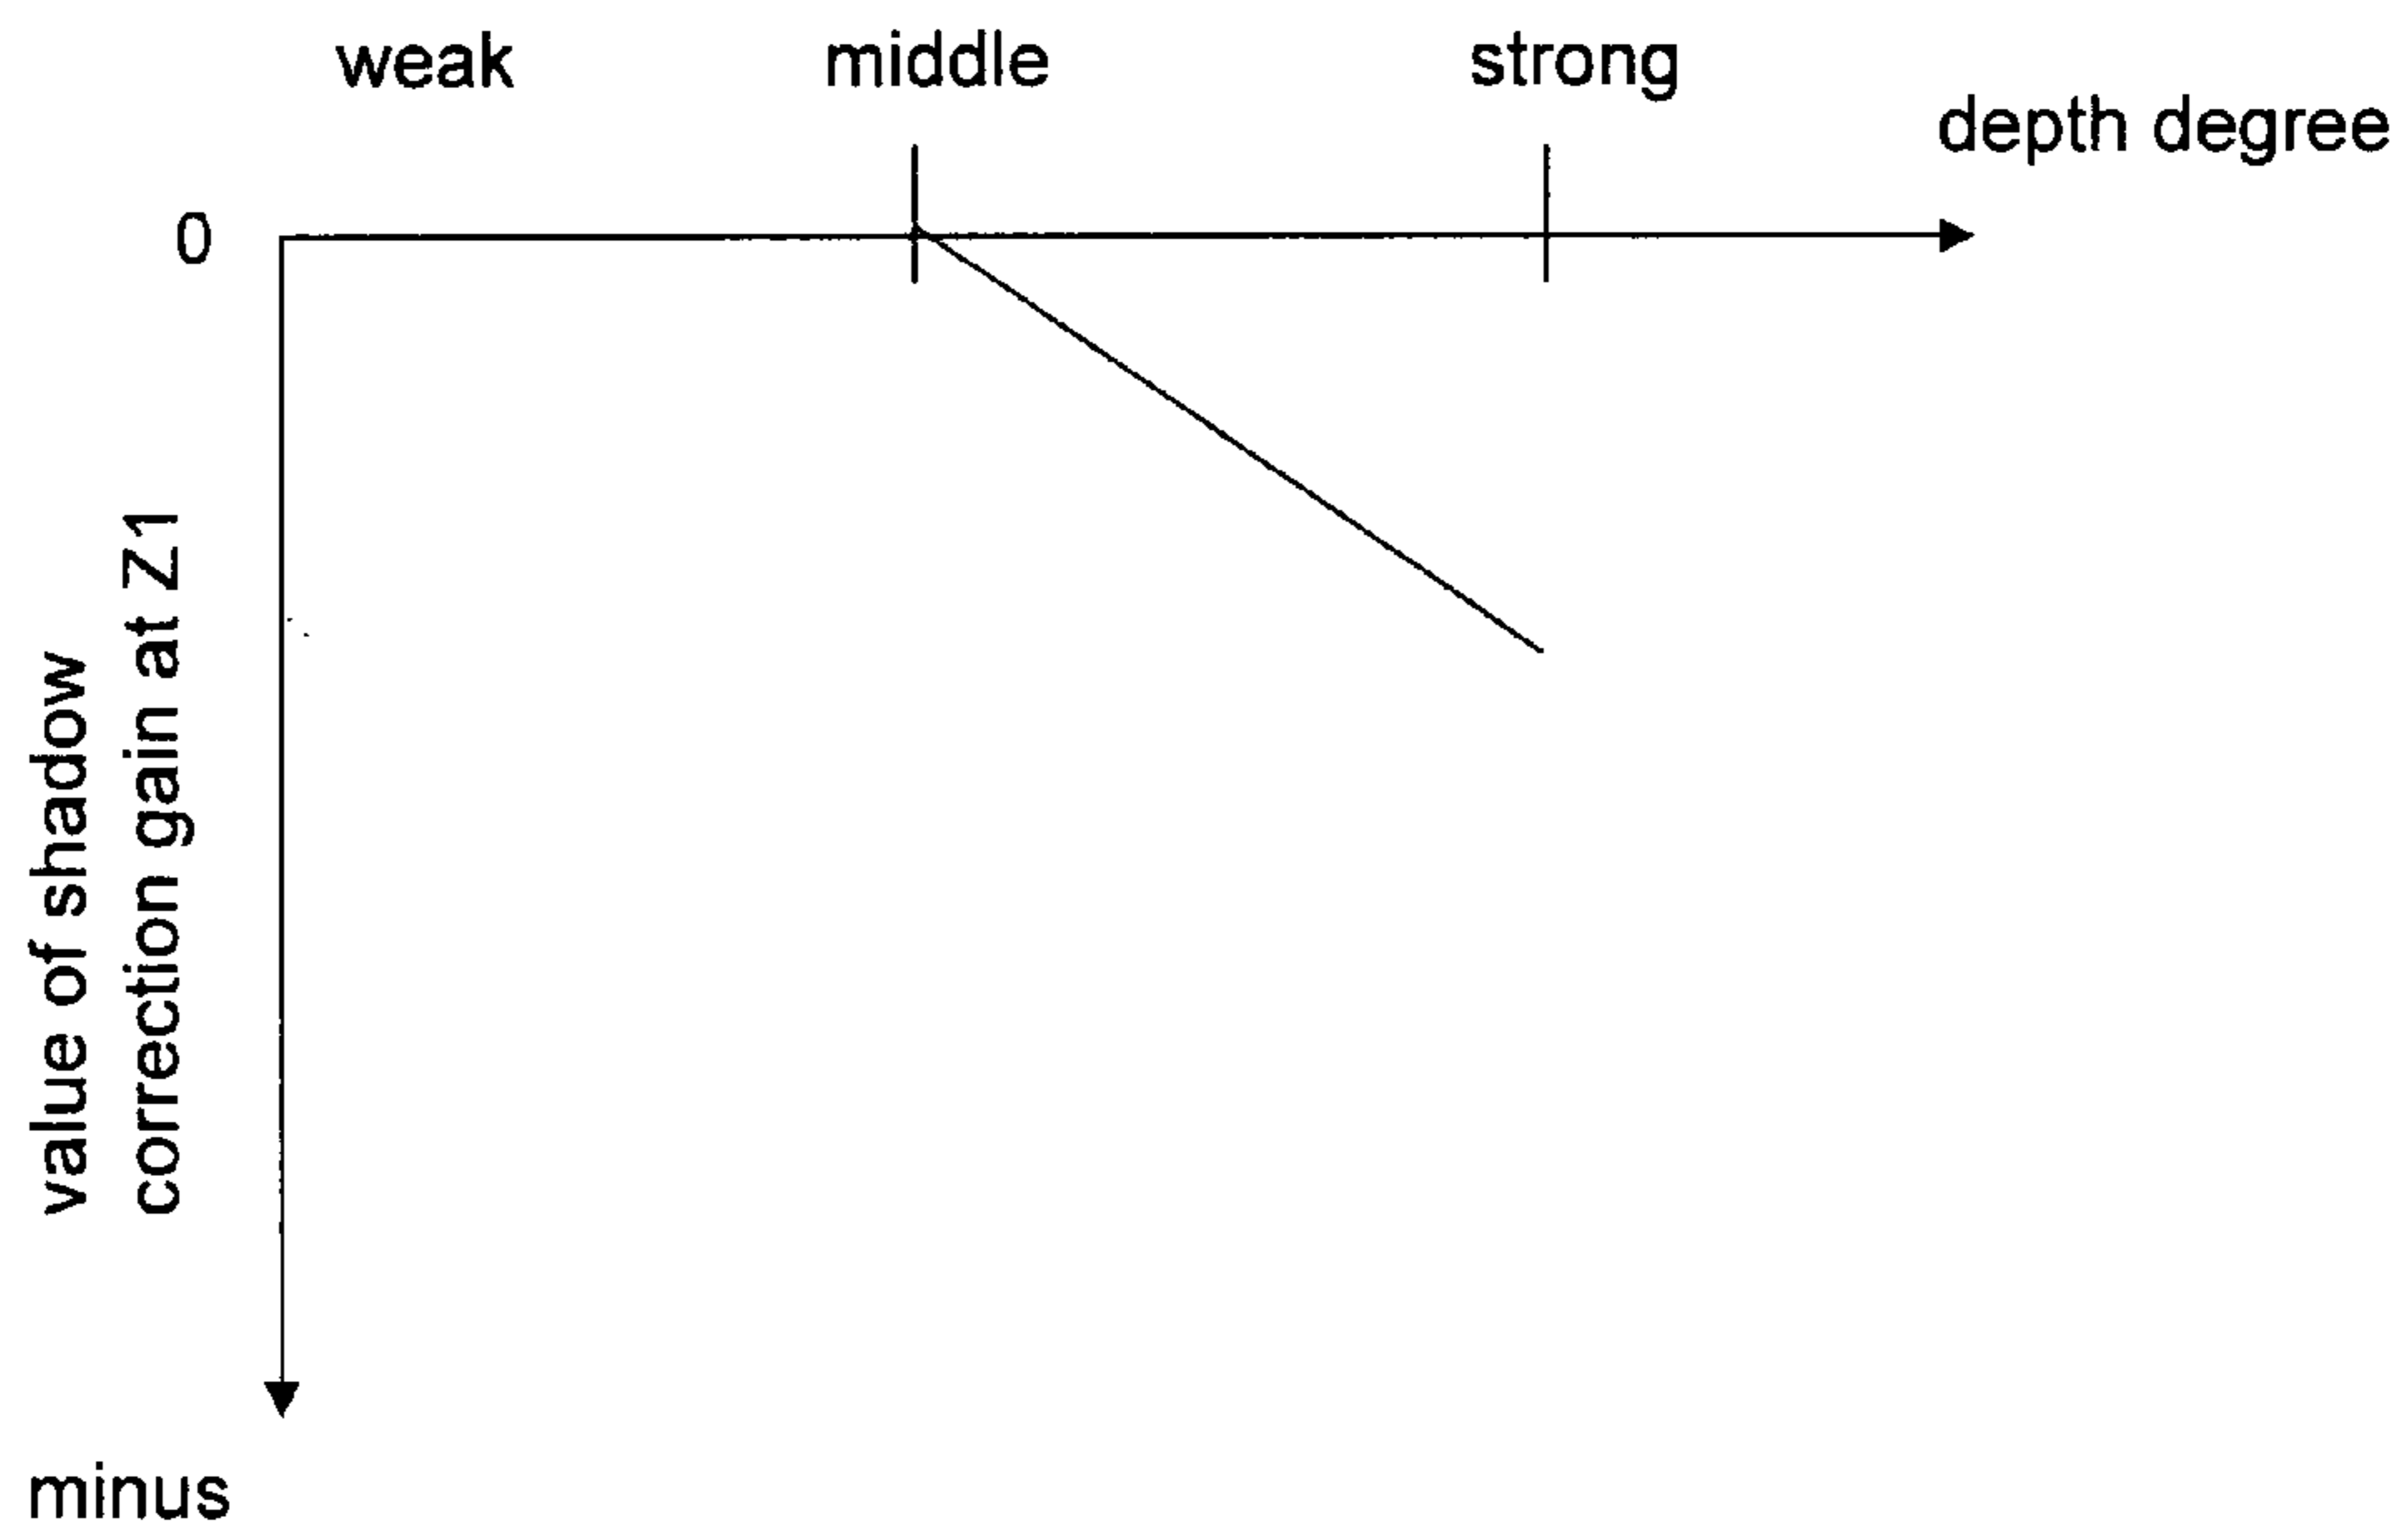 weak
middle
strong
depth degree
0
value of shadow
correction gain at Z1
minus